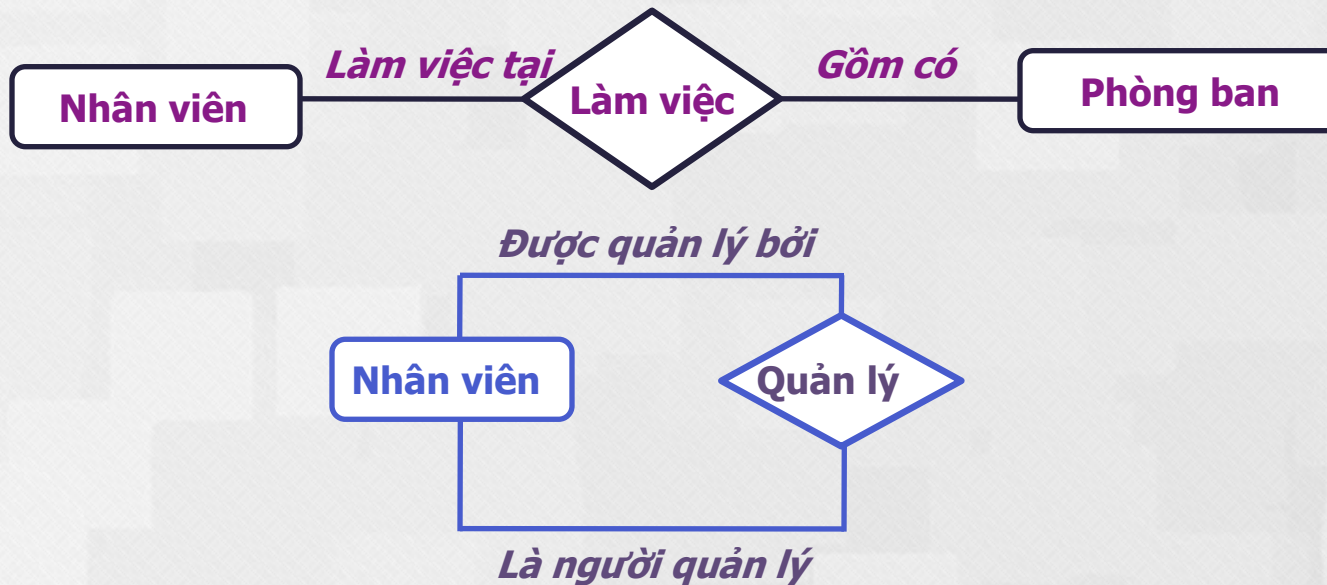 Làm việc tại
Gồm có
Nhân viên
Làm việc
Phòng ban
Được quản lý bởi
Nhân viên
Quản lý
Là người quản lý